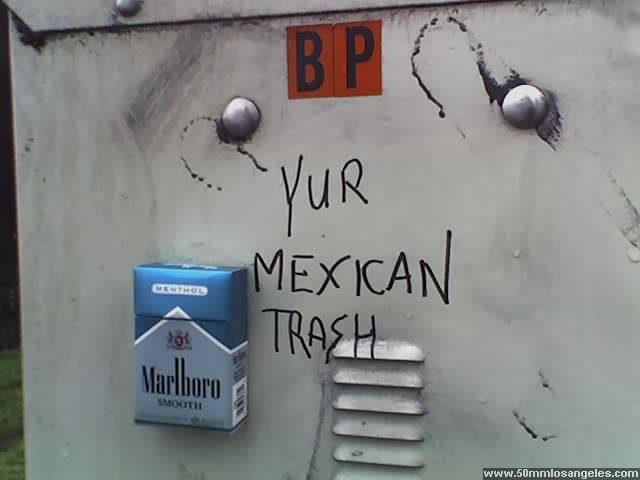 BP
YUR
MEXICAN
TRASH
MENTHOL
Marlboro
SMOOTH
www.50mmlosangeles.com